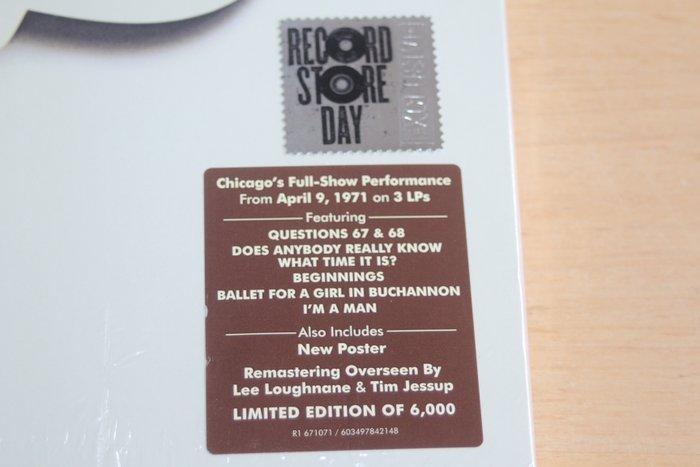 RECORD
STORE
DAY
EXCLUSIVE
Chicago's Full-Show Performance
From April 9, 1971 on 3 LPs
Featuring
QUESTIONS 67 & 68
DOES ANYBODY REALLY KNOW
WHAT TIME IT IS?
BEGINNINGS
BALLET FOR A GIRL IN BUCHANNON
I'M A MAN
Also Includes
New Poster
Remastering Overseen By
Lee Loughnane & Tim Jessup
LIMITED EDITION OF 6,000
R1 671071 / 603497842148